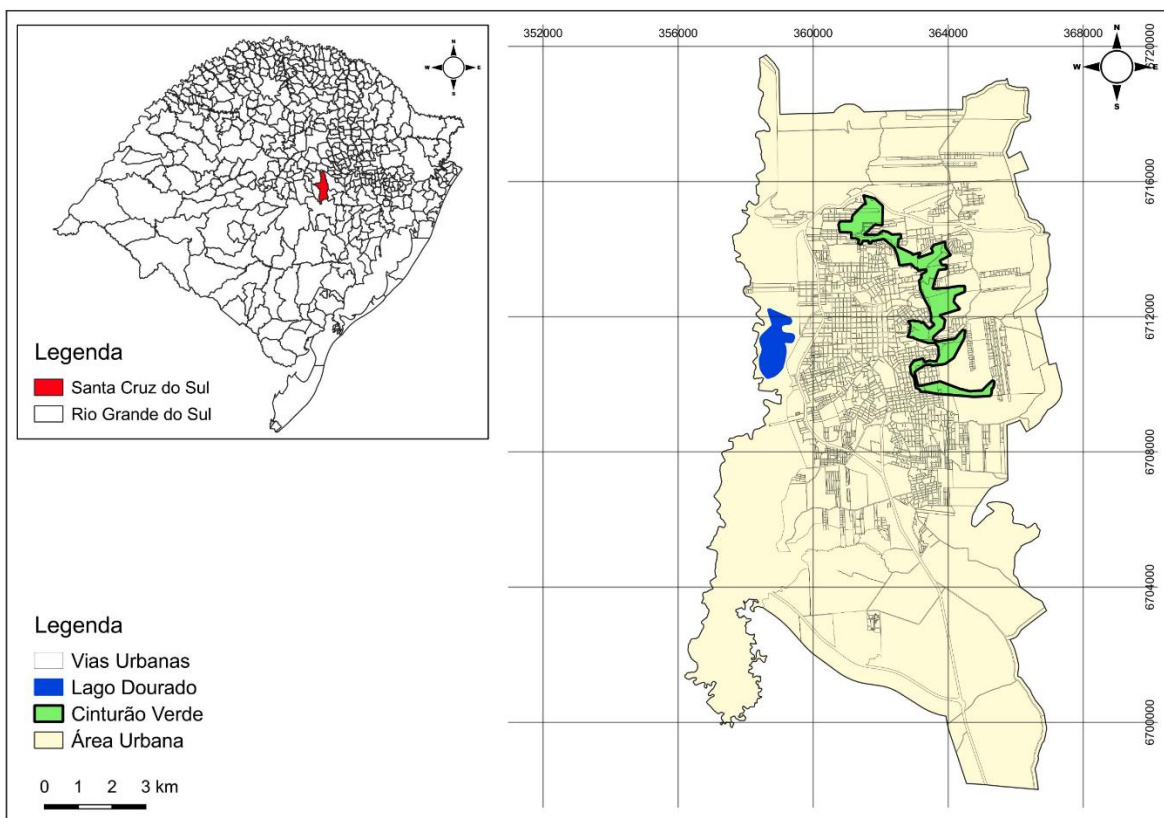 N
W E
S
Legenda
Santa Cruz do Sul
Rio Grande do Sul
352000 356000 360000 364000 368000
N
W E
S
6720000
6716000
6712000
6708000
6704000
6700000
Legenda
Vias Urbanas
Lago Dourado
Cinturão Verde
Área Urbana
0 1 2 3 km